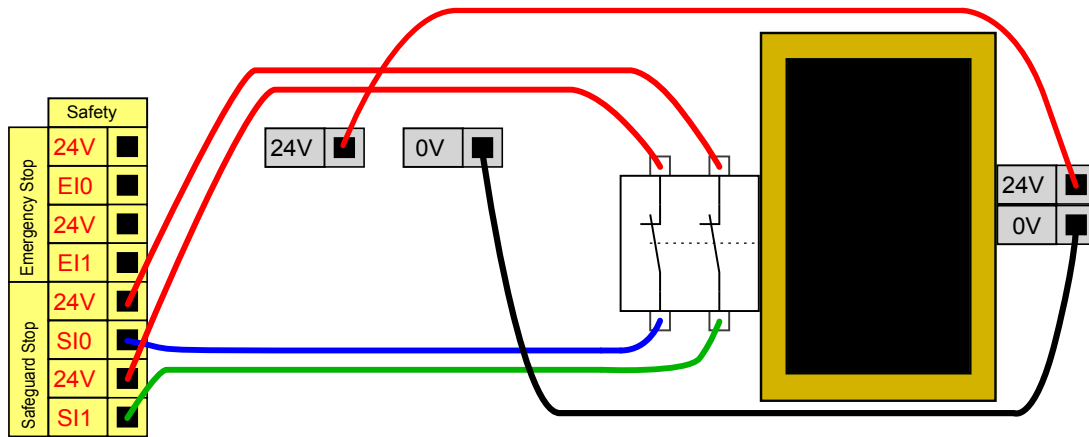 Safety
Emergency Stop
24V
EI0
24V
EI1
Safeguard Stop
24V
SI0
24V
SI1
24V
0V
24V
0V